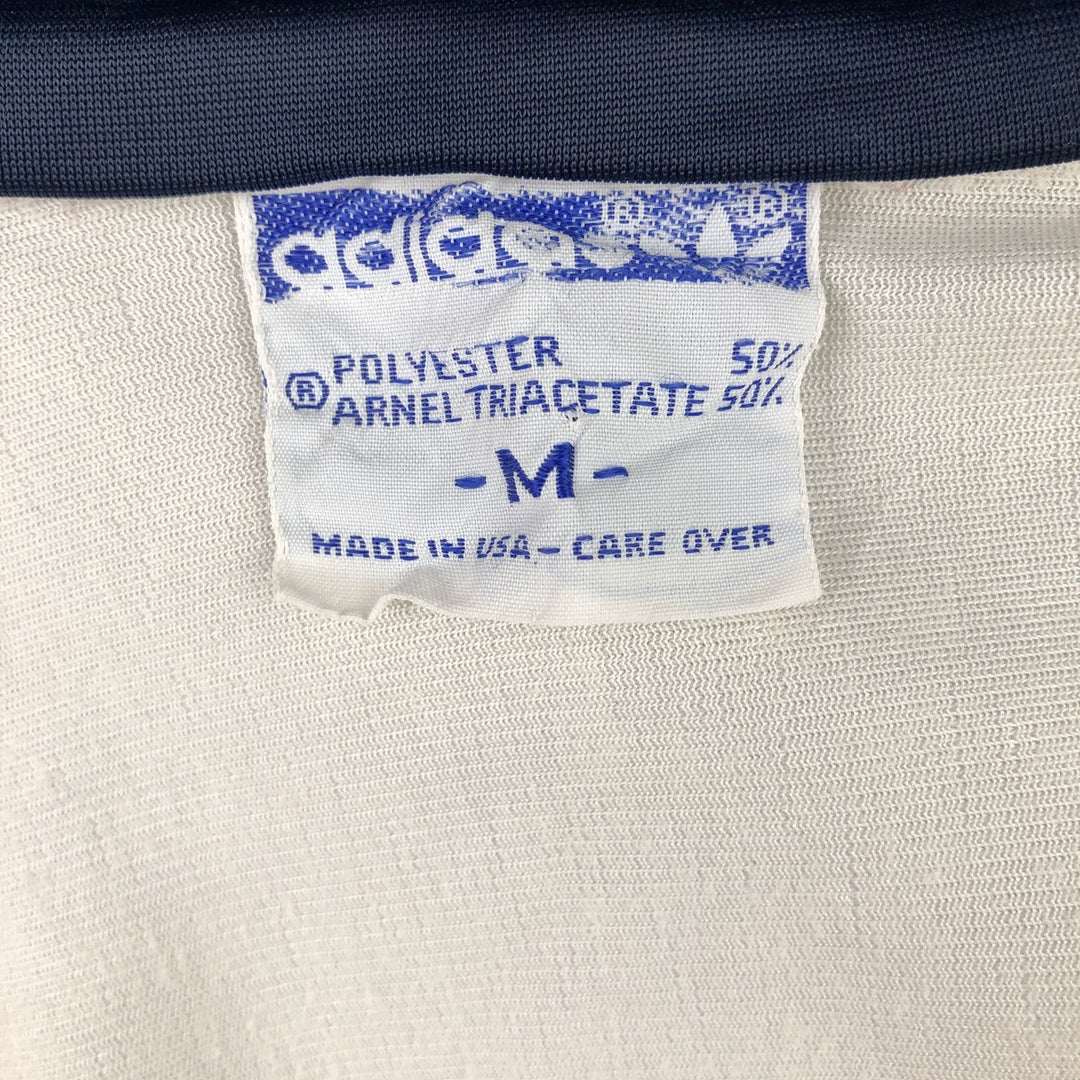 adidas ® ®
POLYESTER 50%
® ARNEL TRIACETATE 50%
- M -
MADE IN USA - CARE OVER